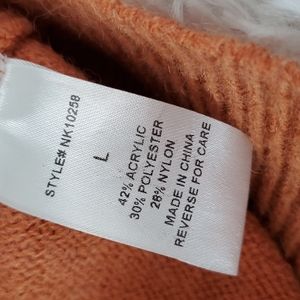 STYLE# NK10258
L
42% ACRYLIC
30% POLYESTER
28% NYLON
MADE IN CHINA
REVERSE FOR CARE